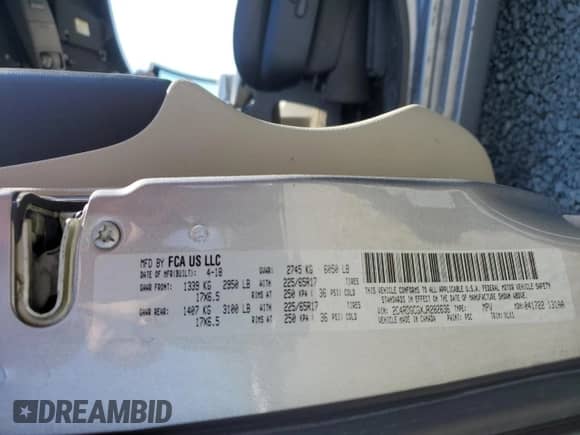 MFD BY FCA US LLC
DATE OF MFR(BUILT): 4-18 GVWR: 2745 KG 6050 LB
GAWR FRONT: 1339 KG 2950 LB 225/65R17 TIRES
17X6.5 RIMS AT 250 KPA ( 36 PSI) COLD
GAWR REAR: 1407 KG 3100 LB 225/65R17 TIRES
17X6.5 RIMS AT 250 KPA ( 36 PSI) COLD
THIS VEHICLE CONFORMS TO ALL APPLICABLE U.S.A. FEDERAL MOTOR VEHICLE SAFETY
STANDARDS IN EFFECT ON THE DATE OF MANUFACTURE SHOWN ABOVE.
TYPE: MPV
VEHICLE MADE IN CANADA PAINT: PSC
DREAMBID